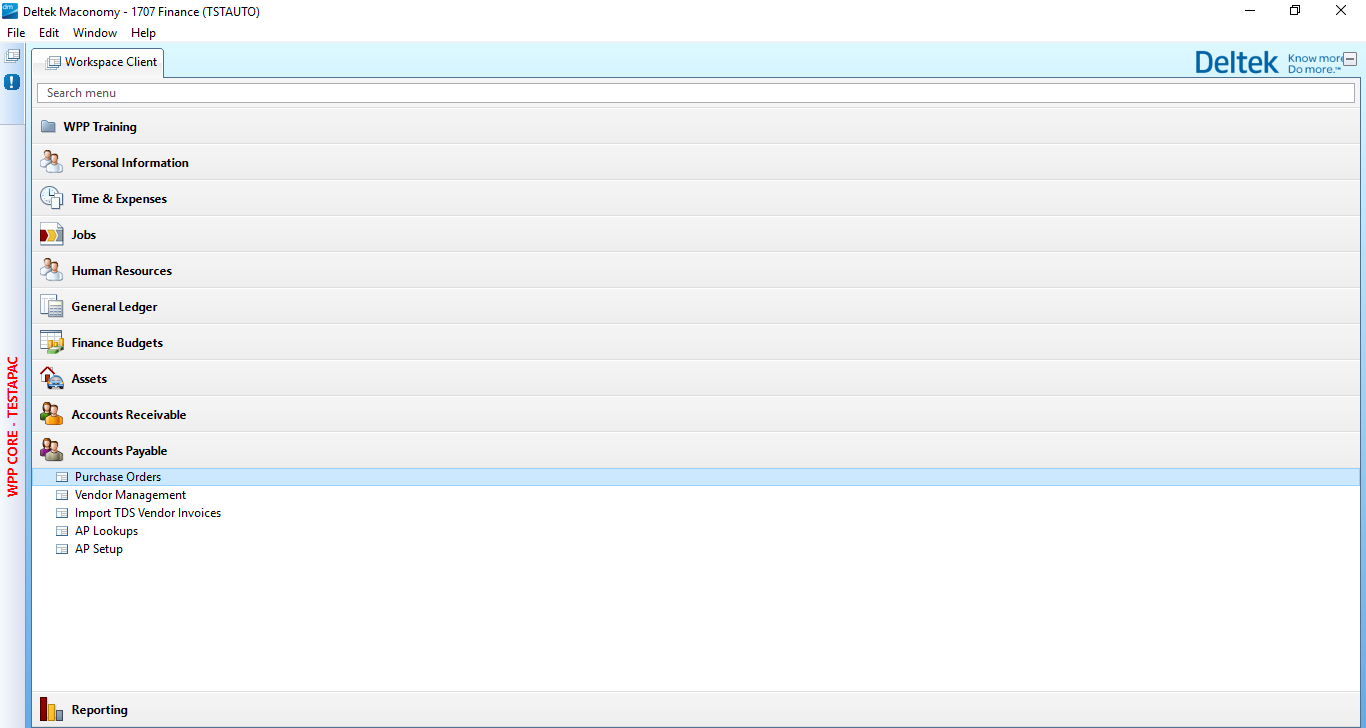 dm
Deltek Maconomy - 1707 Finance (TSTAUTO)
File Edit Window Help
Workspace Client
Deltek Know more
Do more.™
Search menu
WPP Training
Personal Information
Time & Expenses
Jobs
Human Resources
General Ledger
Finance Budgets
Assets
Accounts Receivable
Accounts Payable
Purchase Orders
Vendor Management
Import TDS Vendor Invoices
AP Lookups
AP Setup
Reporting
WPP CORE - TESTAPAC